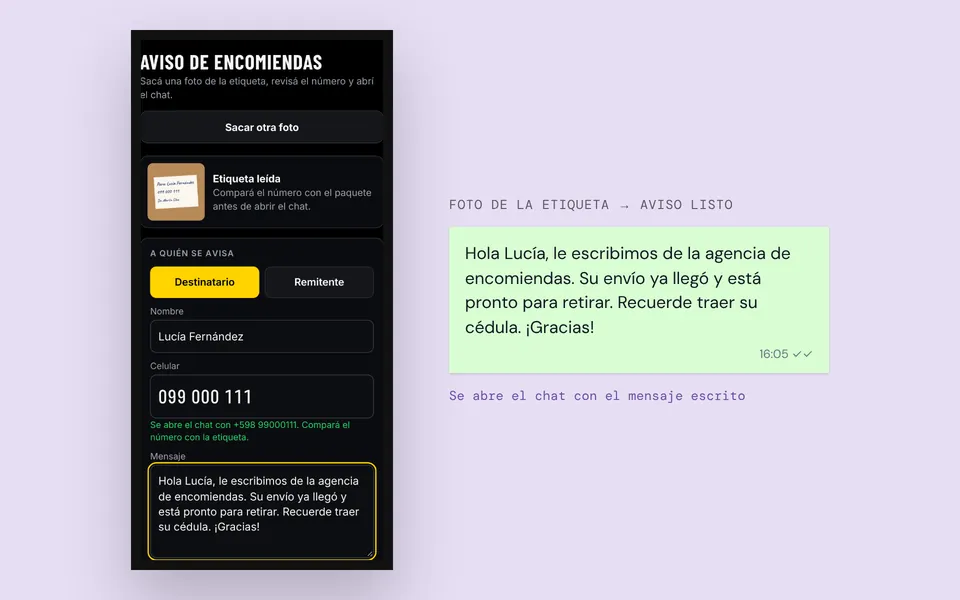 AVISO DE ENCOMIENDAS
Sacá una foto de la etiqueta, revisá el número y abrí
el chat.
Sacar otra foto
Para: Lucía Fernández
099 000 111
Etiqueta leída
Compará el número con el paquete
antes de abrir el chat.
A QUIÉN SE AVISA
Destinatario
Remitente
Nombre
Lucía Fernández
Celular
099 000 111
Se abre el chat con +598 99000111. Compará el
número con la etiqueta.
Mensaje
Hola Lucía, le escribimos de la agencia
de encomiendas. Su envío ya llegó y
está pronto para retirar. Recuerde traer
su cédula. ¡Gracias!
FOTO DE LA ETIQUETA → AVISO LISTO
Hola Lucía, le escribimos de la agencia de
encomiendas. Su envío ya llegó y está
pronto para retirar. Recuerde traer su
cédula. ¡Gracias!
16:05
Se abre el chat con el mensaje escrito